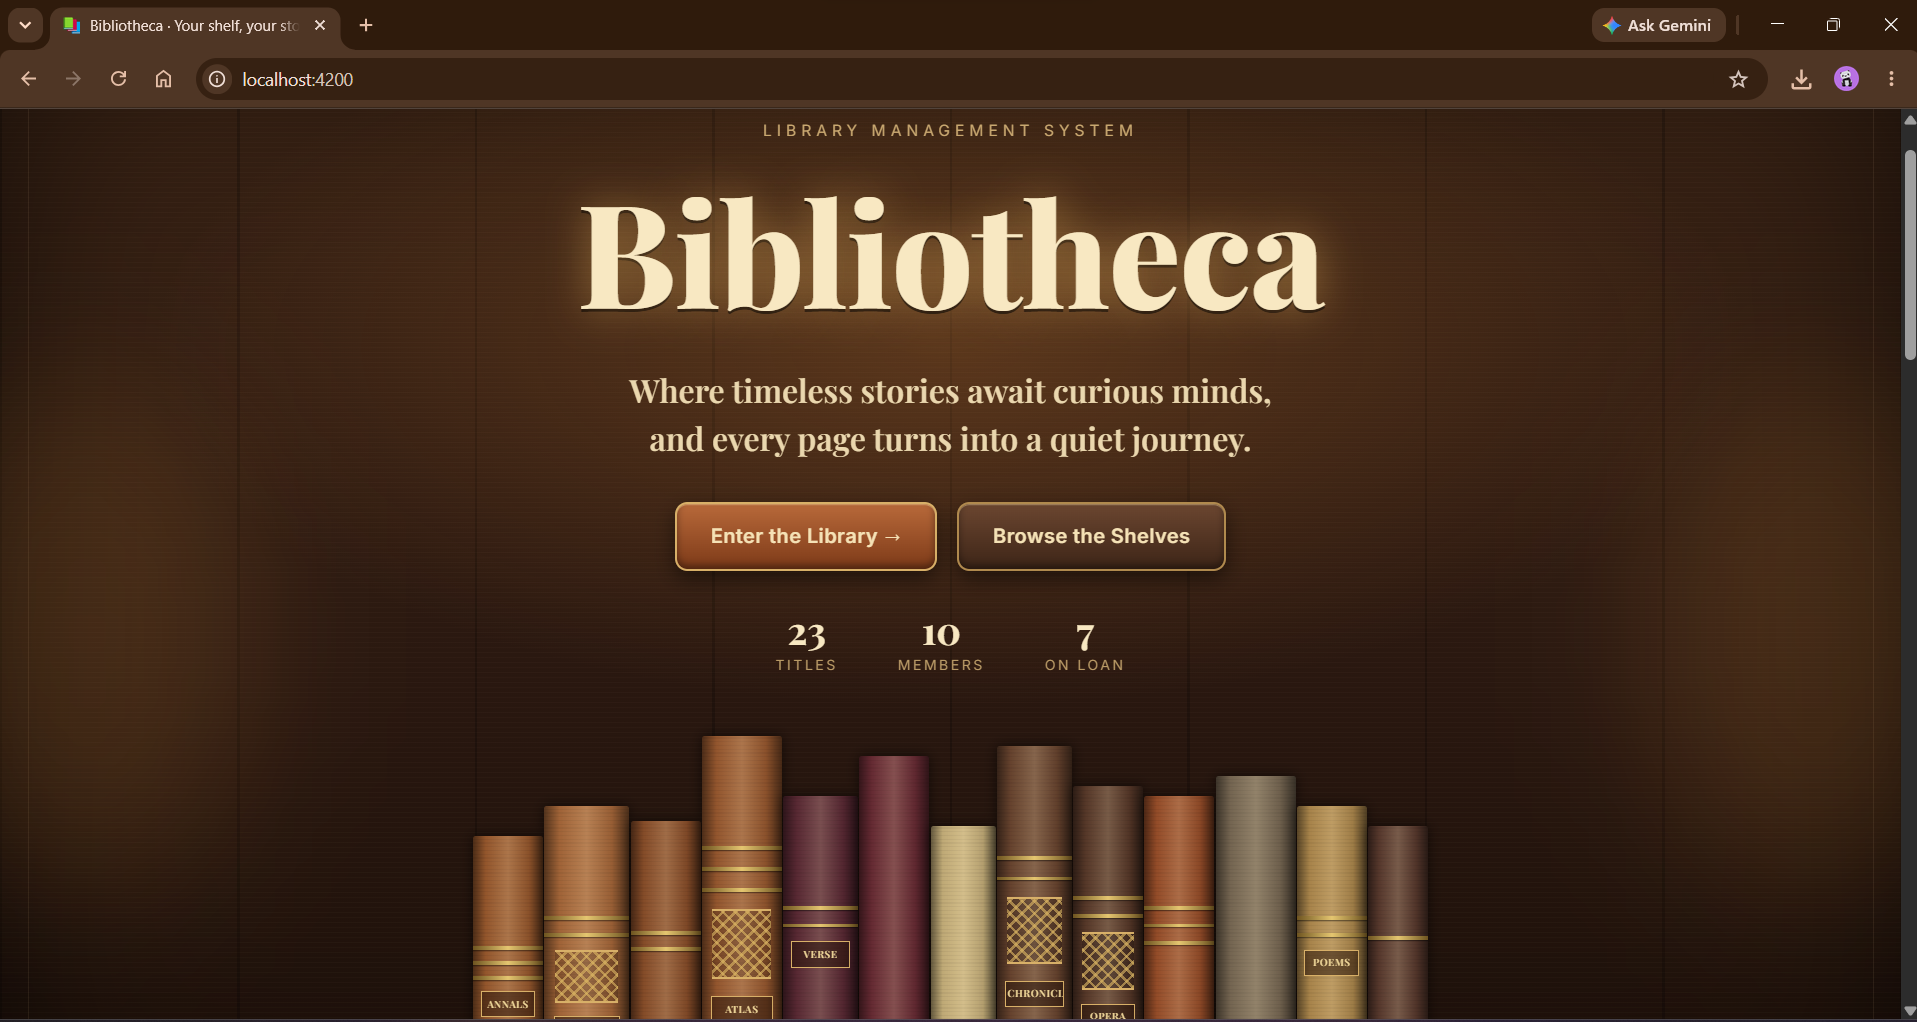 Bibliotheca · Your shelf, your sto
Ask Gemini
localhost:4200
LIBRARY MANAGEMENT SYSTEM
Bibliotheca
Where timeless stories await curious minds,
and every page turns into a quiet journey.
Enter the Library →
Browse the Shelves
23
TITLES
10
MEMBERS
7
ON LOAN
VERSE
POEMS
CHRONICL
ANNALS
ATLAS
OPERA